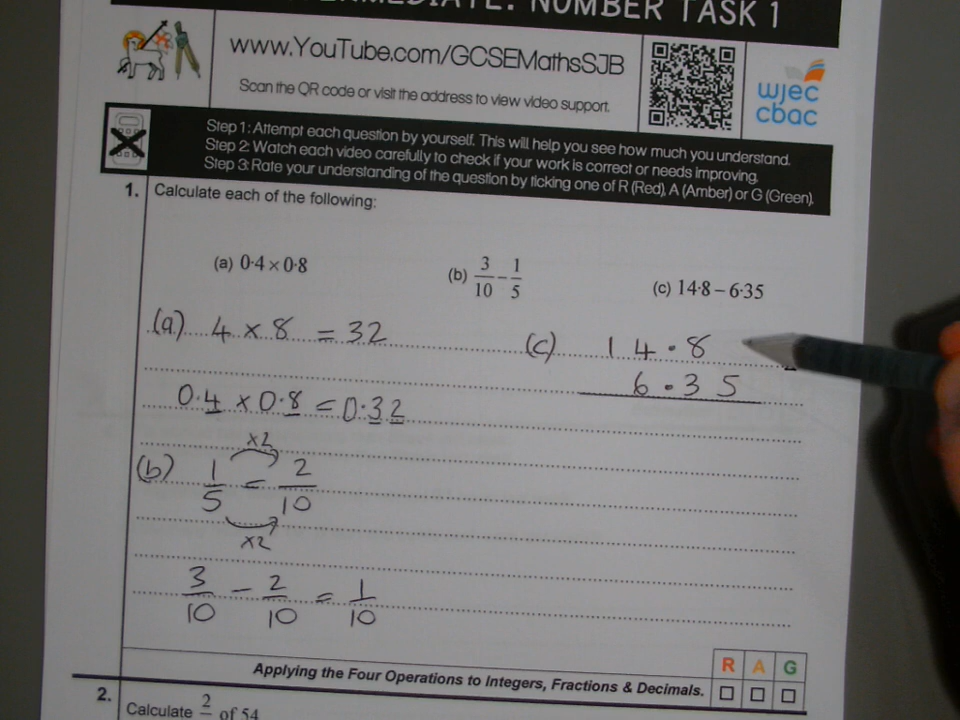 INTERMEDIATE: NUMBER TASK 1
www.YouTube.com/GCSEMathsSJB
Scan the QR code or visit the address to view video support.
wjec
cbac
Step 1: Attempt each question by yourself. This will help you see how much you understand.
Step 2: Watch each video carefully to check if your work is correct or needs improving.
Step 3: Rate your understanding of the question by ticking one of R (Red), A (Amber) or G (Green).
1. Calculate each of the following:
(a) 0·4 × 0·8 (b) 3/10 − 1/5 (c) 14·8 − 6·35
(a) 4 × 8 = 32 (c) 14·8
6·35
0·4 × 0·8 = 0·32
×2
(b) 1/5 = 2/10
×2
3/10 − 2/10 = 1/10
R A G
Applying the Four Operations to Integers, Fractions & Decimals.
2. Calculate 2 of 54